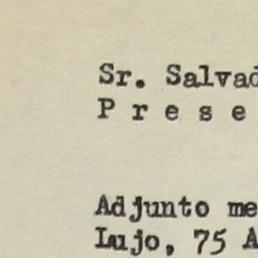 Sr. Salvad
P r e s e
Adjunto me
Lujo, 75 A